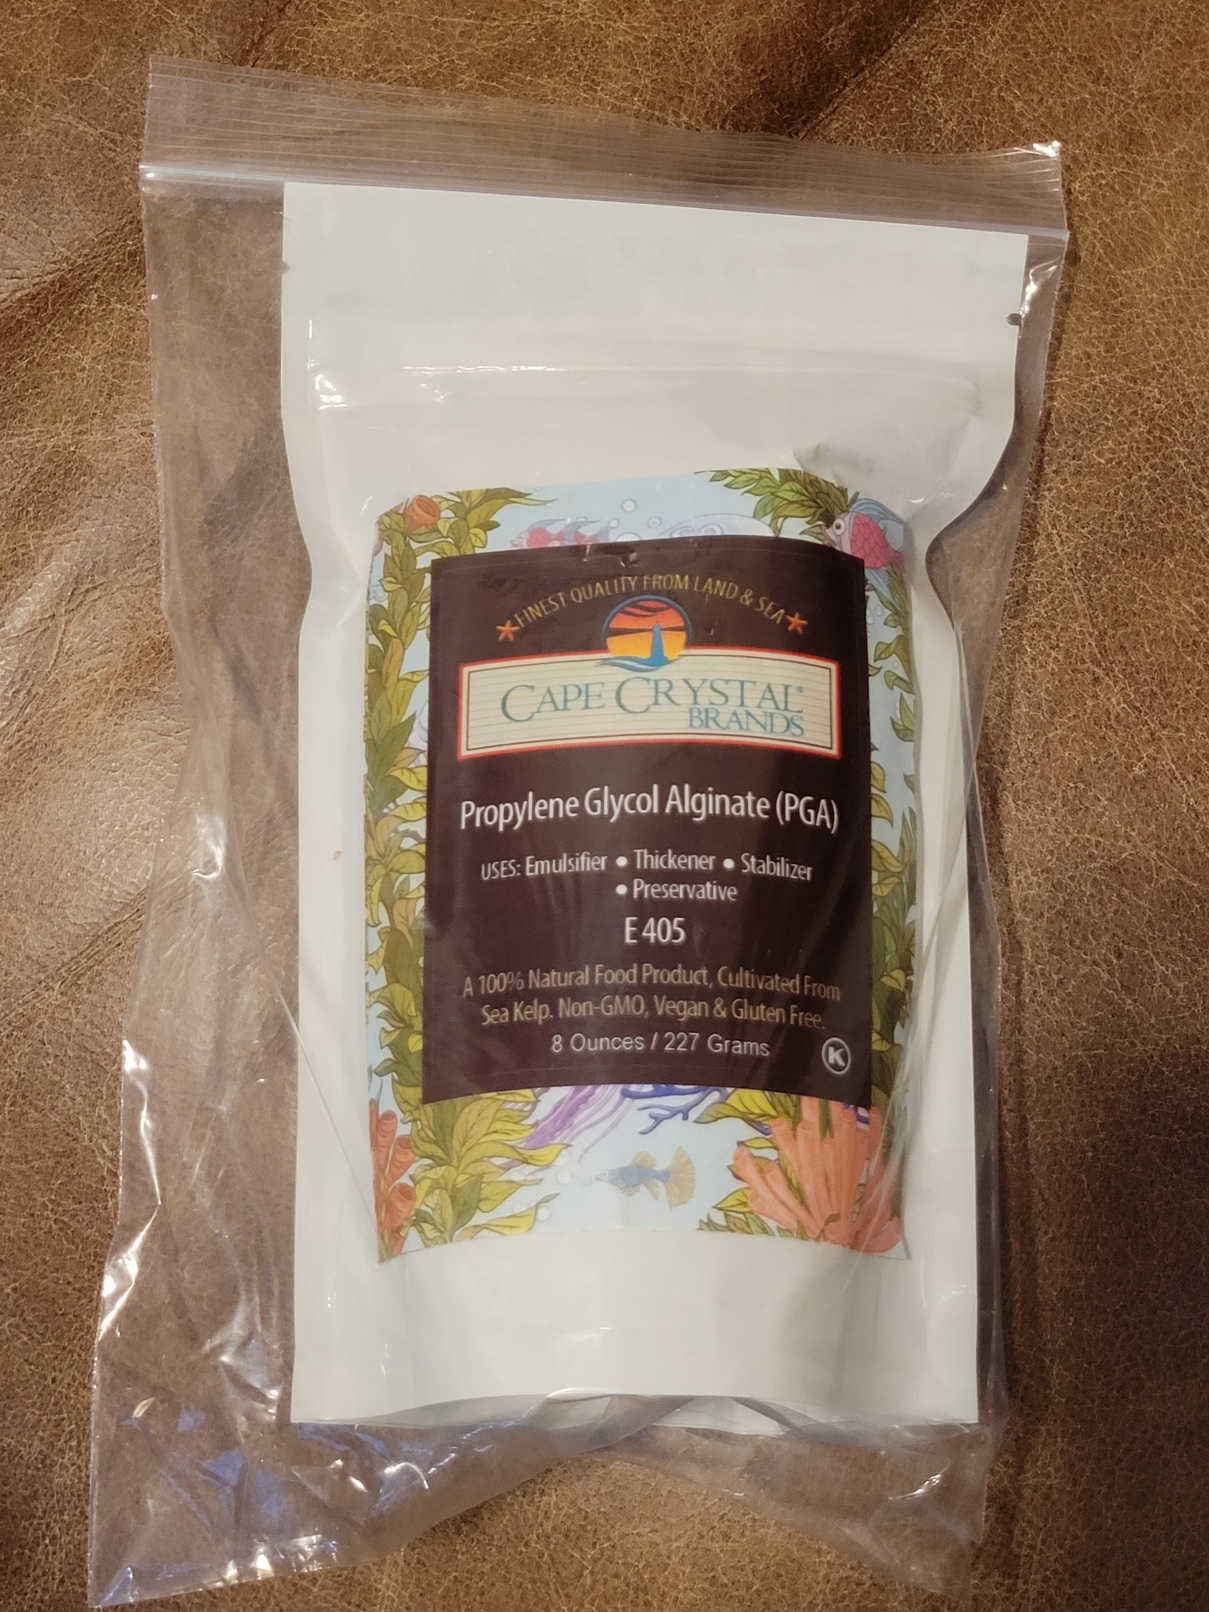 FINEST QUALITY FROM LAND & SEA
CAPE CRYSTAL®
BRANDS
Propylene Glycol Alginate (PGA)
USES: Emulsifier • Thickener • Stabilizer
• Preservative
E 405
A 100% Natural Food Product, Cultivated From
Sea Kelp. Non-GMO, Vegan & Gluten Free.
8 Ounces / 227 Grams
K